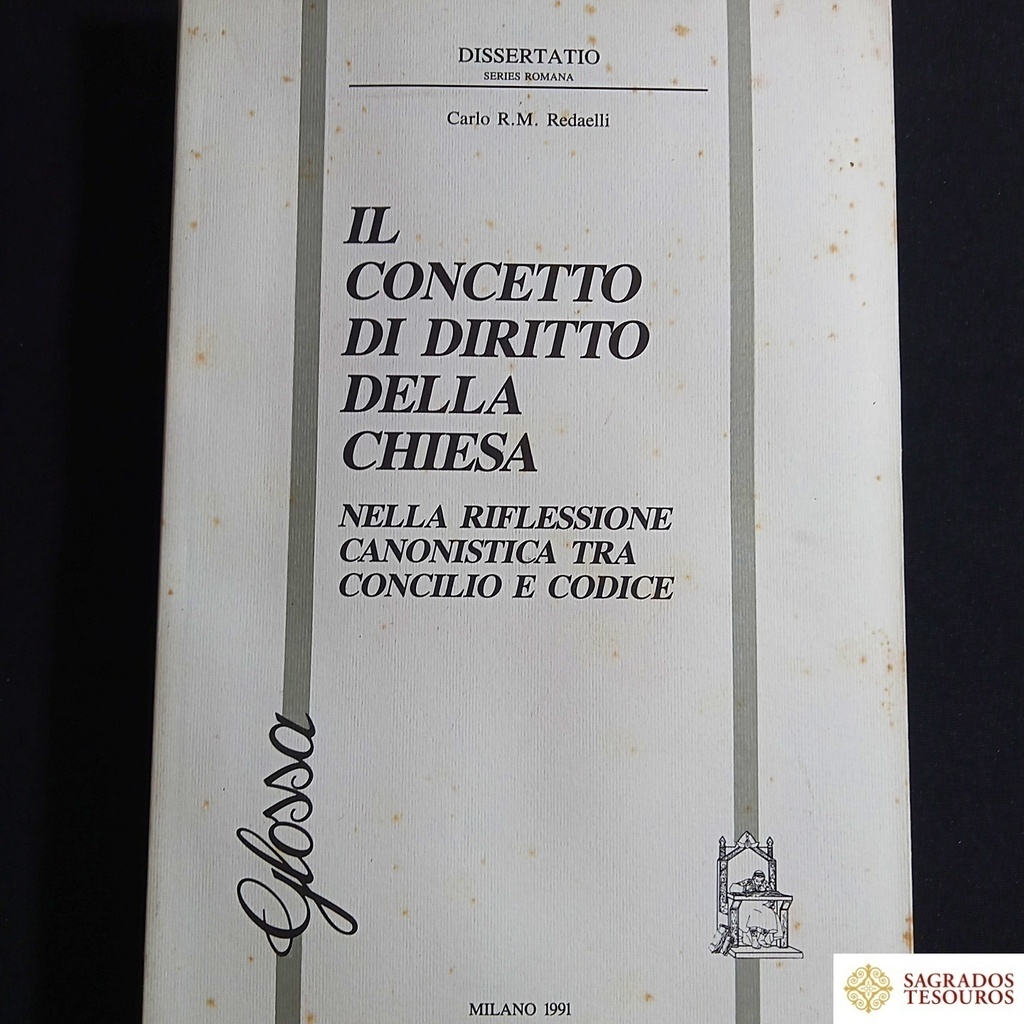 DISSERTATIO
SERIES ROMANA
Carlo R.M. Redaelli
IL
CONCETTO
DI DIRITTO
DELLA
CHIESA
NELLA RIFLESSIONE
CANONISTICA TRA
CONCILIO E CODICE
Glossa
MILANO 1991
SAGRADOS
TESOUROS